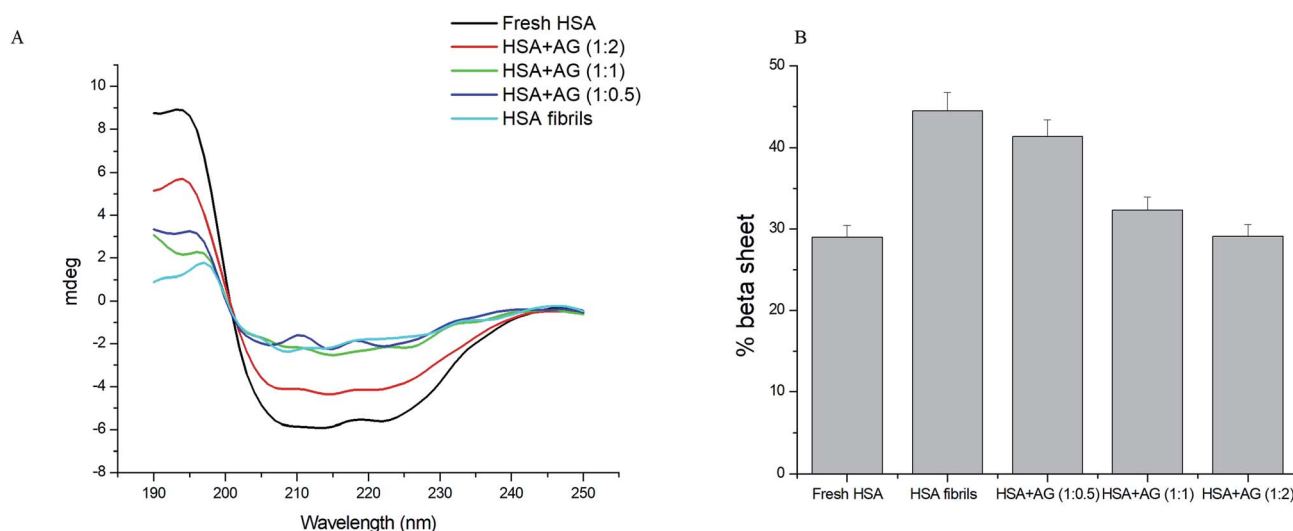 A
Fresh HSA
HSA+AG (1:2)
HSA+AG (1:1)
HSA+AG (1:0.5)
HSA fibrils
10
8
6
4
2
0
-2
-4
-6
-8
mdeg
190 200 210 220 230 240 250
Wavelength (nm)
B
50
40
30
20
10
0
% beta sheet
Fresh HSA HSA fibrils HSA+AG (1:0.5) HSA+AG (1:1) HSA+AG (1:2)